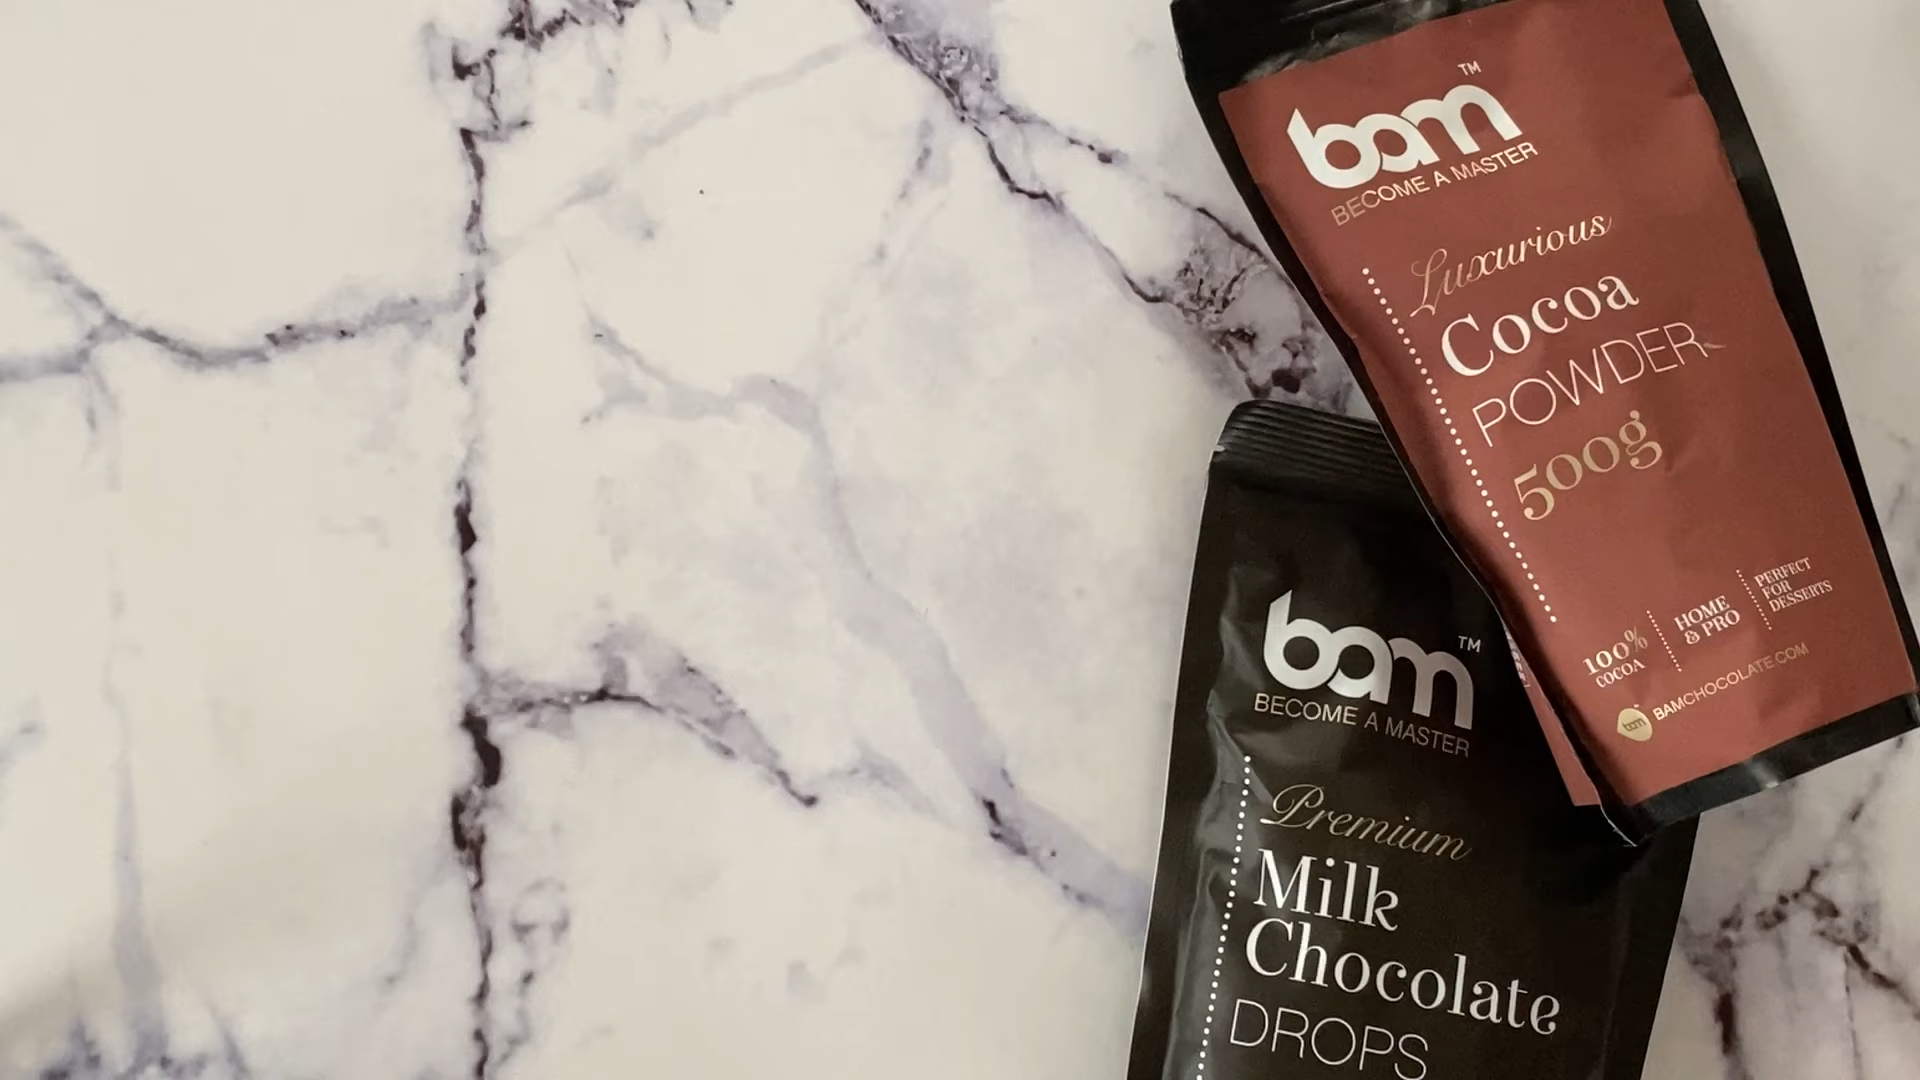 bam™
BECOME A MASTER
Luxurious
Cocoa
POWDER
500g
100%
COCOA
HOME
& PRO
PERFECT
FOR
DESSERTS
bam
BAMCHOCOLATE.COM
bam™
BECOME A MASTER
Premium
Milk
Chocolate
DROPS